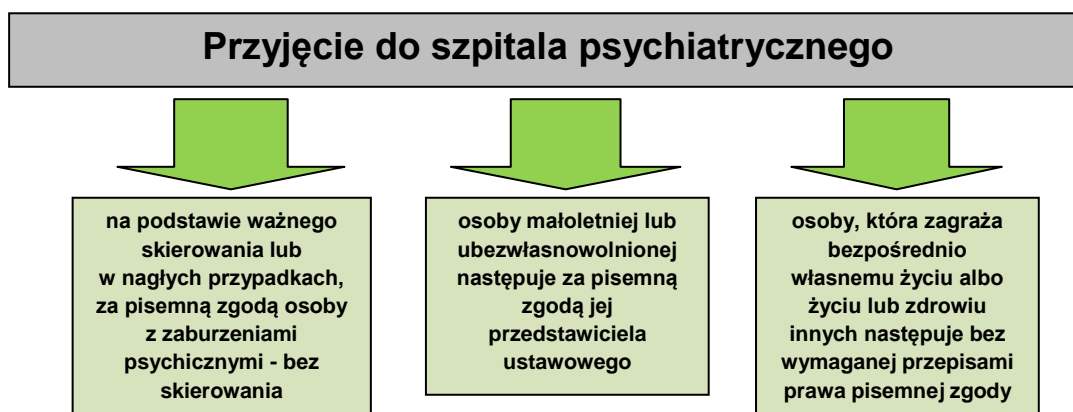 Przyjęcie do szpitala psychiatrycznego
na podstawie ważnego
skierowania lub
w nagłych przypadkach,
za pisemną zgodą osoby
z zaburzeniami
psychicznymi - bez
skierowania
osoby małoletniej lub
ubezwłasnowolnionej
następuje za pisemną
zgodą jej
przedstawiciela
ustawowego
osoby, która zagraża
bezpośrednio
własnemu życiu albo
życiu lub zdrowiu
innych następuje bez
wymaganej przepisami
prawa pisemnej zgody